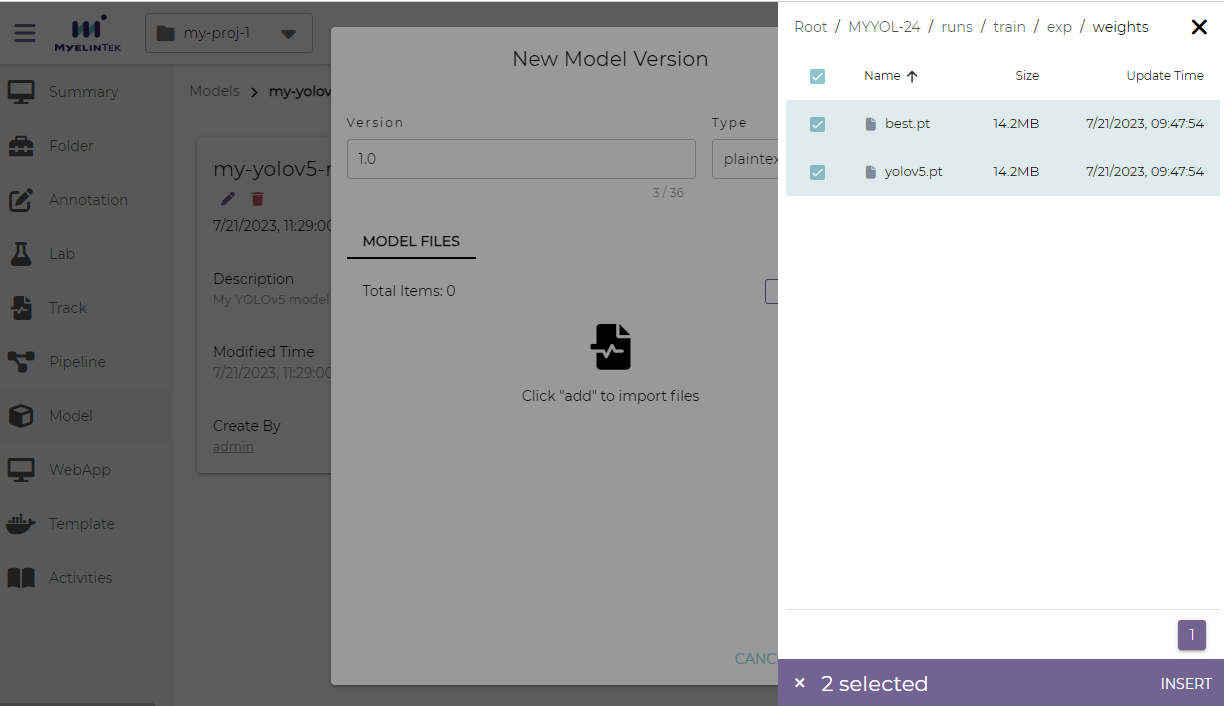 MYELINTEK
my-proj-1
Summary
Folder
Annotation
Lab
Track
Pipeline
Model
WebApp
Template
Activities
Models > my-yolov
my-yolov5-r
7/21/2023, 11:29:00
Description
My YOLOv5 model
Modified Time
7/21/2023, 11:29:00
Create By
admin
New Model Version
Version
Type
1.0
plaintex
3 / 36
MODEL FILES
Total Items: 0
Click "add" to import files
CANC
Root / MYYOL-24 / runs / train / exp / weights
Name Size Update Time
best.pt 14.2MB 7/21/2023, 09:47:54
yolov5.pt 14.2MB 7/21/2023, 09:47:54
1
2 selected INSERT